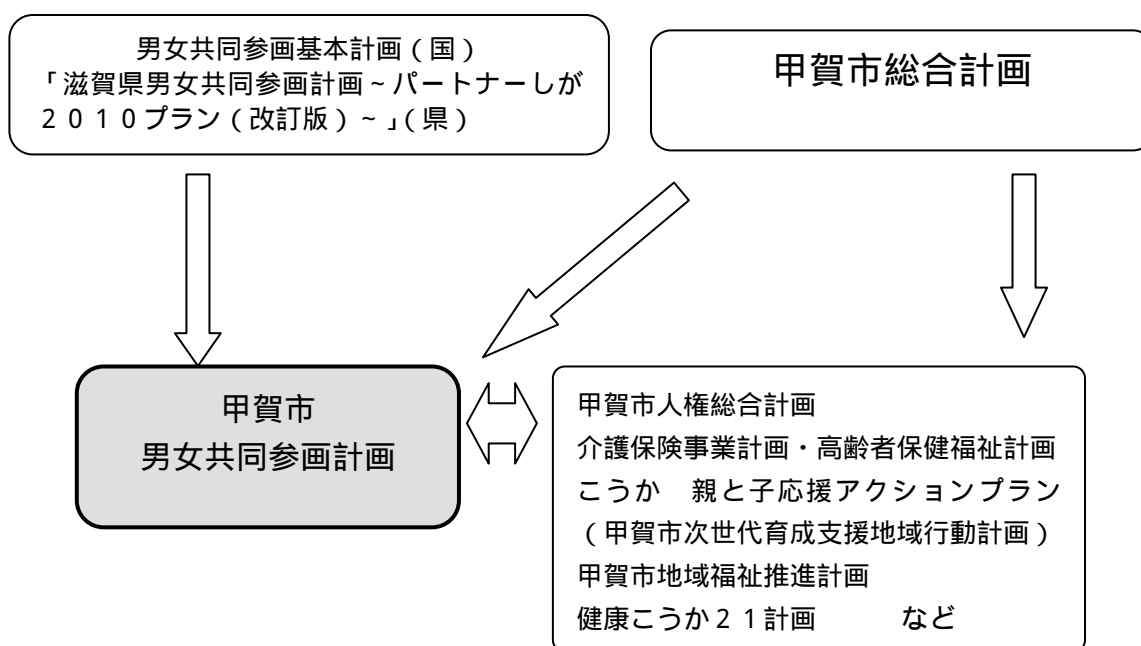 男女共同参画基本計画（国）
「滋賀県男女共同参画計画～パートナーしが
２０１０プラン（改訂版）～」（県）
甲賀市総合計画
甲賀市
男女共同参画計画
甲賀市人権総合計画
介護保険事業計画・高齢者保健福祉計画
こうか　親と子応援アクションプラン
（甲賀市次世代育成支援地域行動計画）
甲賀市地域福祉推進計画
健康こうか２１計画　　　など